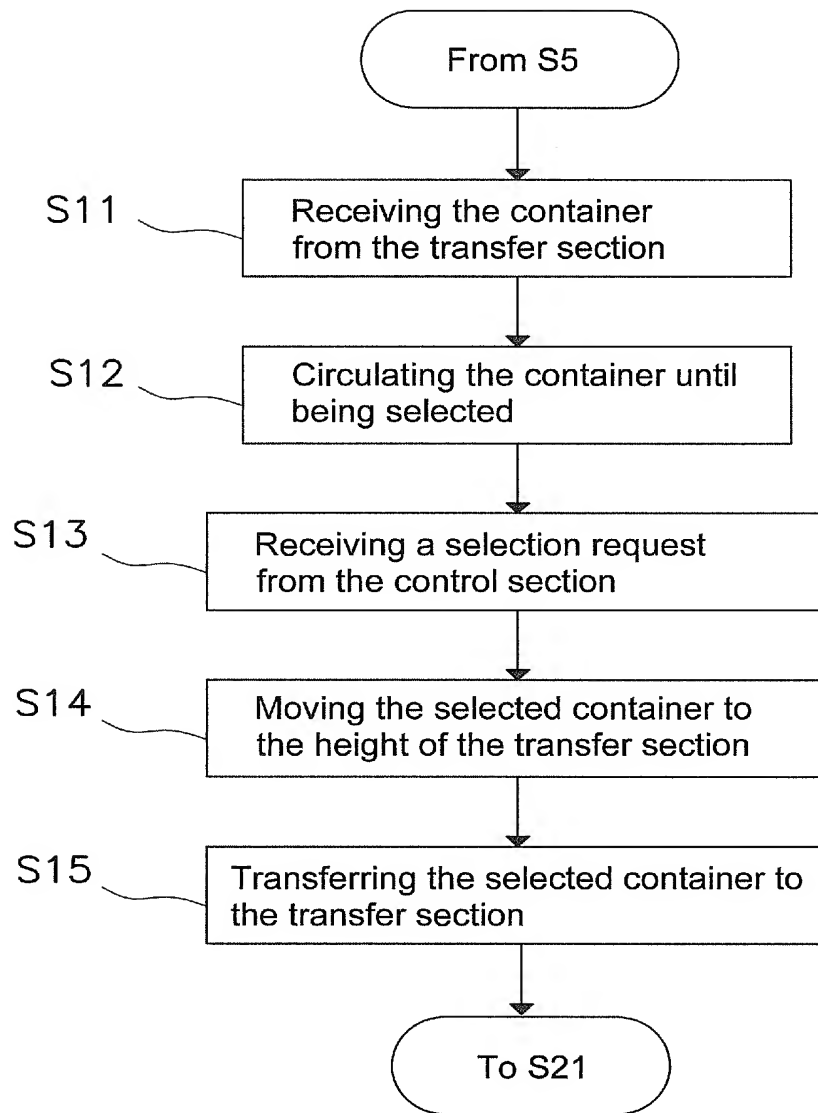 From S5
S11
Receiving the container
from the transfer section
S12
Circulating the container until
being selected
S13
Receiving a selection request
from the control section
S14
Moving the selected container to
the height of the transfer section
S15
Transferring the selected container to
the transfer section
To S21